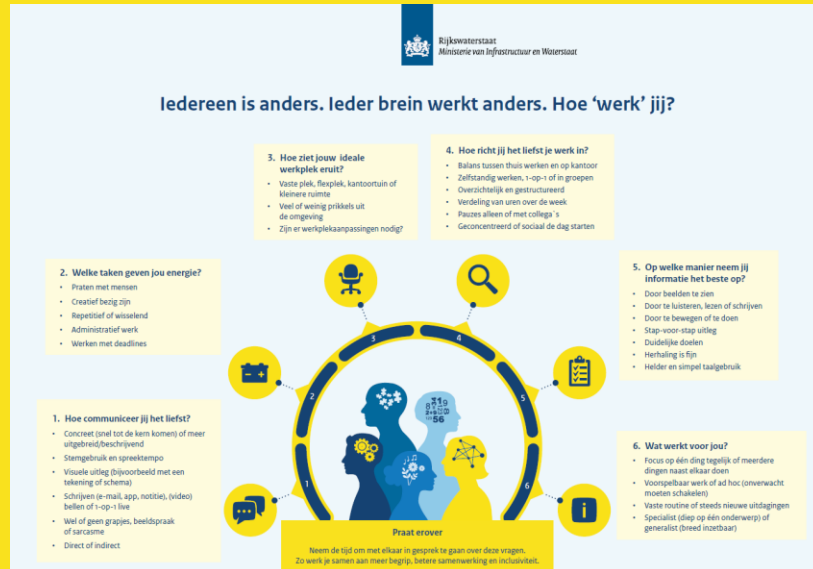 Rijkswaterstaat
Ministerie van Infrastructuur en Waterstaat
Iedereen is anders. Ieder brein werkt anders. Hoe ‘werk’ jij?
1. Hoe communiceer jij het liefst?
• Concreet (snel tot de kern komen) of meer
uitgebreid/beschrijvend
• Stemgebruik en spreektempo
• Visuele uitleg (bijvoorbeeld met een
tekening of schema)
• Schrijven (e-mail, app, notitie), (video)
bellen of 1-op-1 live
• Wel of geen grapjes, beeldspraak
of sarcasme
• Direct of indirect
2. Welke taken geven jou energie?
• Praten met mensen
• Creatief bezig zijn
• Repetitief of wisselend
• Administratief werk
• Werken met deadlines
3. Hoe ziet jouw ideale
werkplek eruit?
• Vaste plek, flexplek, kantoortuin of
kleinere ruimte
• Veel of weinig prikkels uit
de omgeving
• Zijn er werkplekaanpassingen nodig?
4. Hoe richt jij het liefst je werk in?
• Balans tussen thuis werken en op kantoor
• Zelfstandig werken, 1-op-1 of in groepen
• Overzichtelijk en gestructureerd
• Verdeling van uren over de week
• Pauzes alleen of met collega`s
• Geconcentreerd of sociaal de dag starten
5. Op welke manier neem jij
informatie het beste op?
• Door beelden te zien
• Door te luisteren, lezen of schrijven
• Door te bewegen of te doen
• Stap-voor-stap uitleg
• Duidelijke doelen
• Herhaling is fijn
• Helder en simpel taalgebruik
6. Wat werkt voor jou?
• Focus op één ding tegelijk of meerdere
dingen naast elkaar doen
• Voorspelbaar werk of ad hoc (onverwacht
moeten schakelen)
• Vaste routine of steeds nieuwe uitdagingen
• Specialist (diep op één onderwerp) of
generalist (breed inzetbaar)
1
2
3
4
5
6
Praat erover
Neem de tijd om met elkaar in gesprek te gaan over deze vragen.
Zo werk je samen aan meer begrip, betere samenwerking en inclusiviteit.